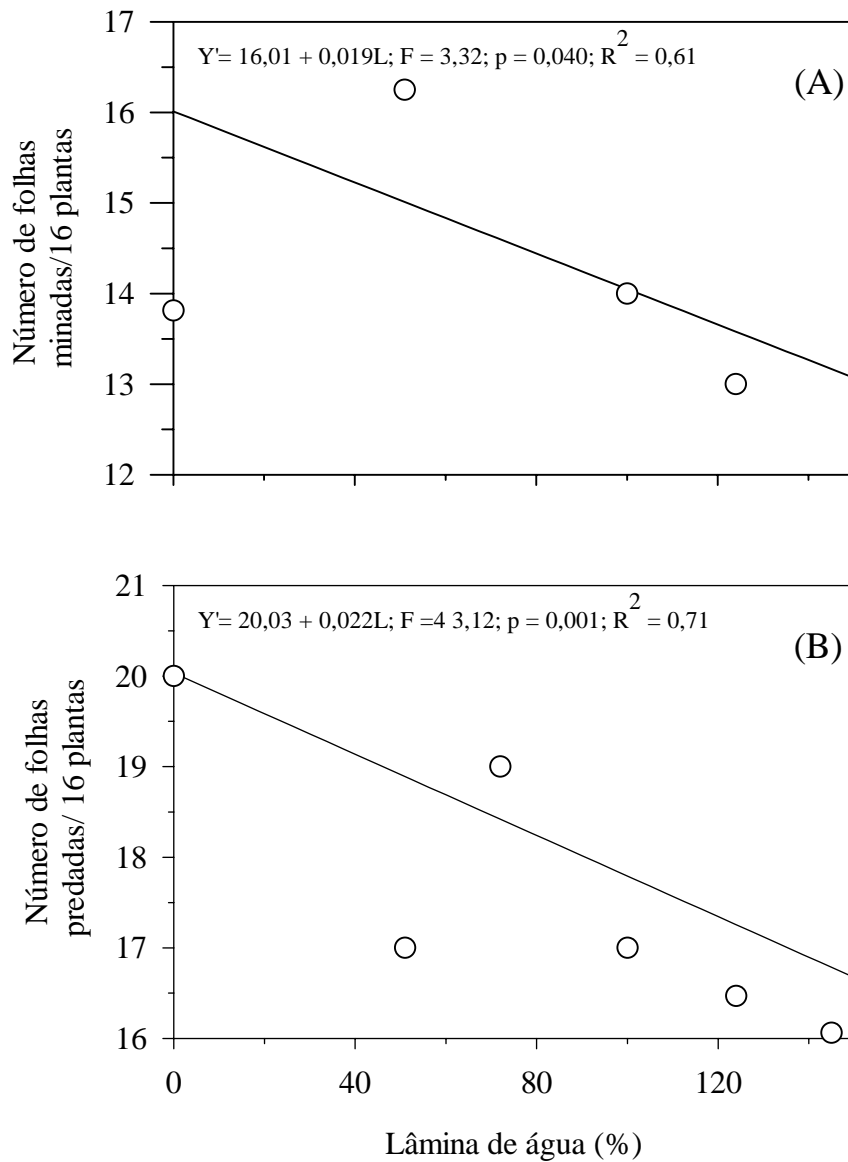 17
Y'= 16,01 + 0,019L; F = 3,32; p = 0,040; R² = 0,61
(A)
16
15
14
13
12
Número de folhas
minadas/16 plantas
21
Y'= 20,03 + 0,022L; F =4 3,12; p = 0,001; R² = 0,71
(B)
20
19
18
17
16
Número de folhas
predadas/ 16 plantas
0 40 80 120
Lâmina de água (%)